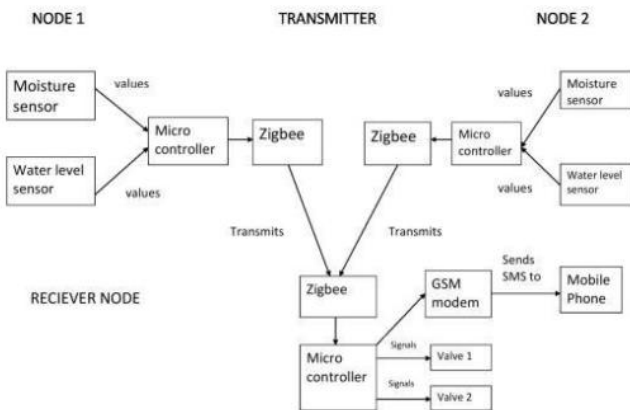 NODE 1
TRANSMITTER
NODE 2
Moisture
sensor
values
Micro
controller
Zigbee
Water level
sensor
values
Zigbee
Micro
controller
values
Moisture
sensor
values
Water level
sensor
Transmits
Transmits
RECIEVER NODE
Zigbee
Micro
controller
GSM
modem
Sends
SMS to
Mobile
Phone
Signals
Valve 1
Signals
Valve 2